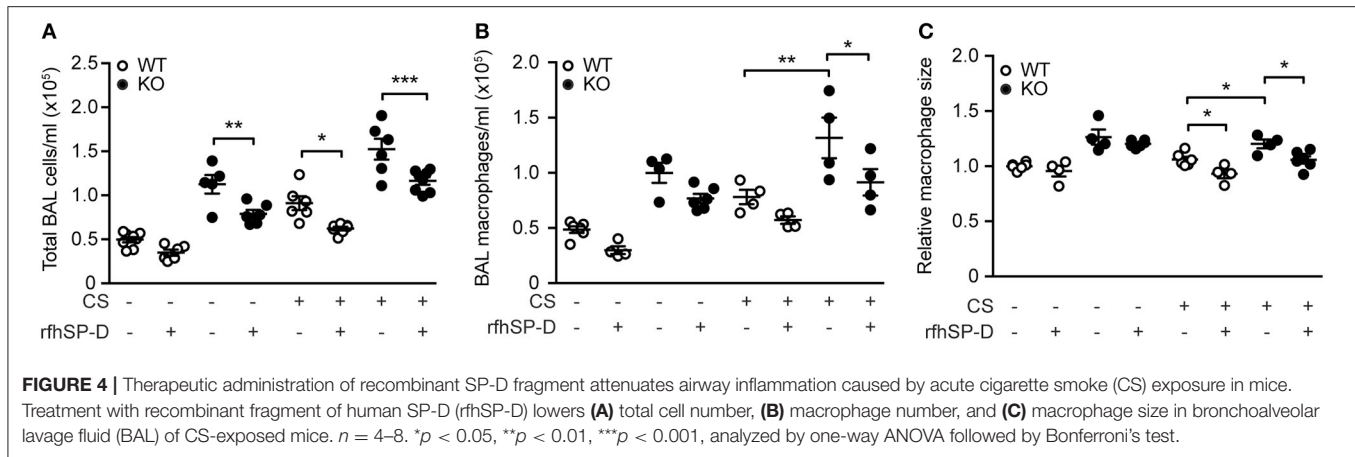 A
Total BAL cells/ml (x10⁵)
2.5
2.0
1.5
1.0
0.5
0
WT
KO
**
*
***
CS - - - - + + + +
rfhSP-D - + - + - + - +
B
BAL macrophages/ml (x10⁵)
2.0
1.5
1.0
0.5
0
WT
KO
**
*
- - - - + + + +
- + - + - + - +
C
Relative macrophage size
2.0
1.5
1.0
0.5
0
WT
KO
*
*
*
CS - - - - + + + +
rfhSP-D - + - + - + - +
FIGURE 4 | Therapeutic administration of recombinant SP-D fragment attenuates airway inflammation caused by acute cigarette smoke (CS) exposure in mice.
Treatment with recombinant fragment of human SP-D (rfhSP-D) lowers (A) total cell number, (B) macrophage number, and (C) macrophage size in bronchoalveolar
lavage fluid (BAL) of CS-exposed mice. n = 4–8. *p < 0.05, **p < 0.01, ***p < 0.001, analyzed by one-way ANOVA followed by Bonferroni's test.